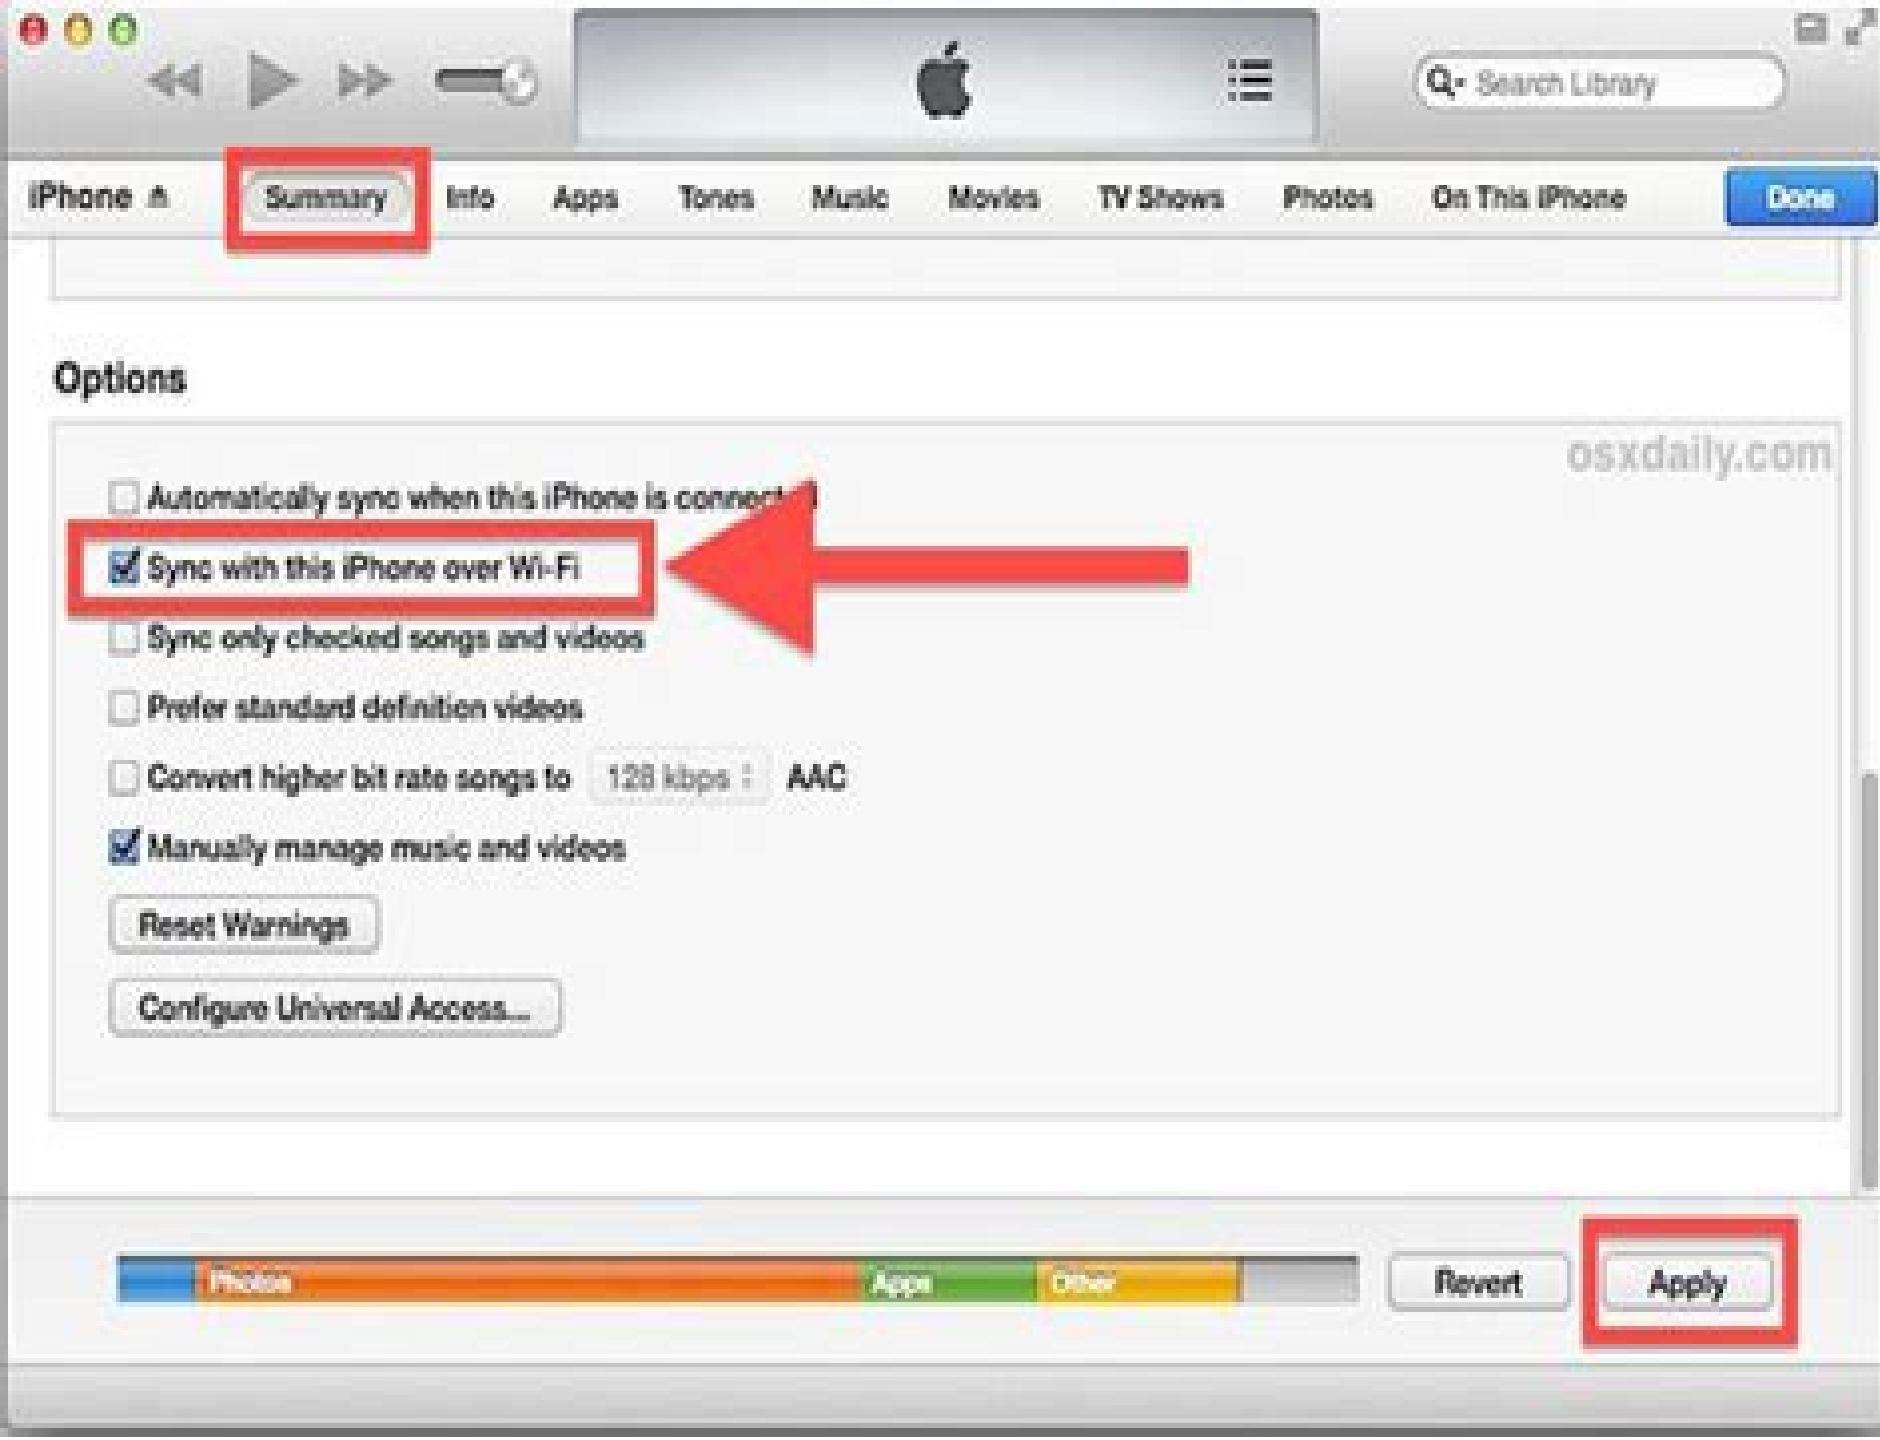 Search Library
iPhone Summary Info Apps Tones Music Movies TV Shows Photos On This iPhone Done
Options
osxdaily.com
Automatically sync when this iPhone is connect
Sync with this iPhone over Wi-Fi
Sync only checked songs and videos
Prefer standard definition videos
Convert higher bit rate songs to 128 kbps AAC
Manually manage music and videos
Reset Warnings
Configure Universal Access...
Photos Apps Other Revert Apply